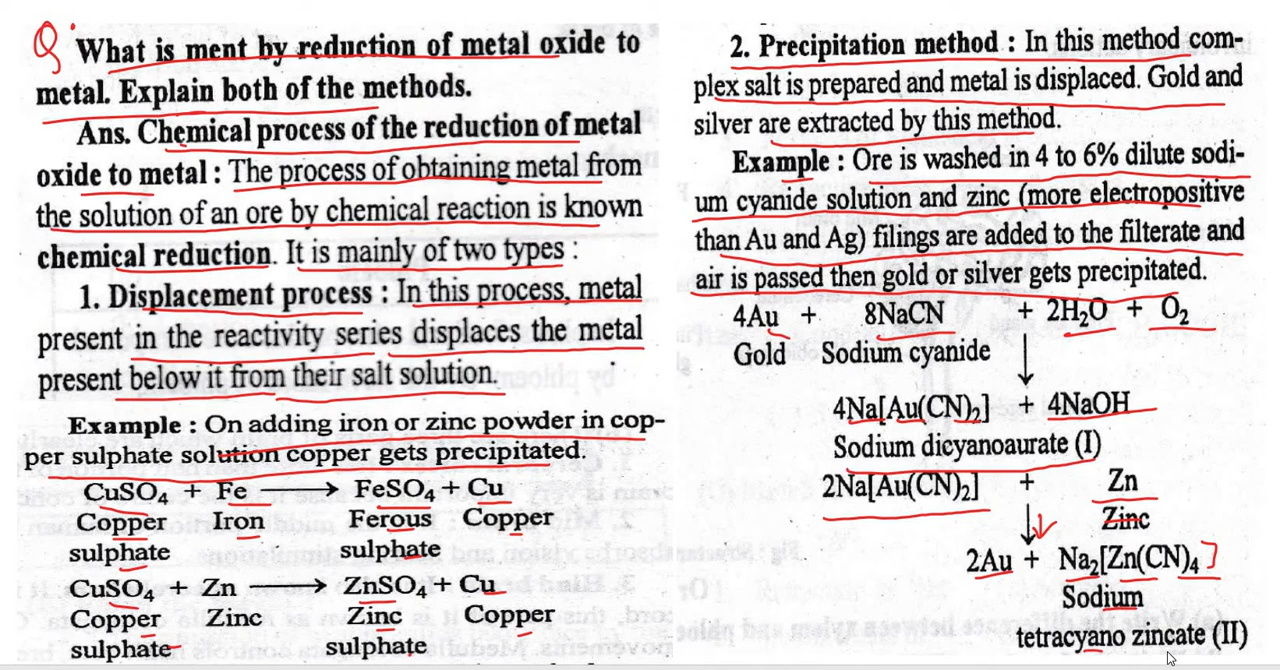 Q
What is ment by reduction of metal oxide to
metal. Explain both of the methods.
Ans. Chemical process of the reduction of metal
oxide to metal : The process of obtaining metal from
the solution of an ore by chemical reaction is known
chemical reduction. It is mainly of two types :
1. Displacement process : In this process, metal
present in the reactivity series displaces the metal
present below it from their salt solution.
Example : On adding iron or zinc powder in cop-
per sulphate solution copper gets precipitated.
CuSO₄ + Fe ⟶ FeSO₄ + Cu
Copper Iron Ferous Copper
sulphate sulphate
CuSO₄ + Zn ⟶ ZnSO₄ + Cu
Copper Zinc Zinc Copper
sulphate sulphate
2. Precipitation method : In this method com-
plex salt is prepared and metal is displaced. Gold and
silver are extracted by this method.
Example : Ore is washed in 4 to 6% dilute sodi-
um cyanide solution and zinc (more electropositive
than Au and Ag) filings are added to the filterate and
air is passed then gold or silver gets precipitated.
4Au + 8NaCN + 2H₂O + O₂
Gold Sodium cyanide ↓
4Na[Au(CN)₂] + 4NaOH
Sodium dicyanoaurate (I)
2Na[Au(CN)₂] + Zn
↓ Zinc
2Au + Na₂[Zn(CN)₄]
Sodium
tetracyano zincate (II)